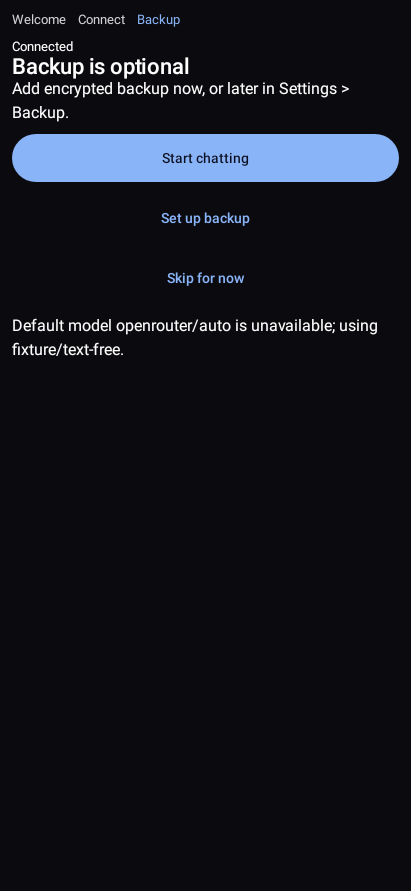 Welcome Connect Backup
Connected
Backup is optional
Add encrypted backup now, or later in Settings >
Backup.
Start chatting
Set up backup
Skip for now
Default model openrouter/auto is unavailable; using
fixture/text-free.